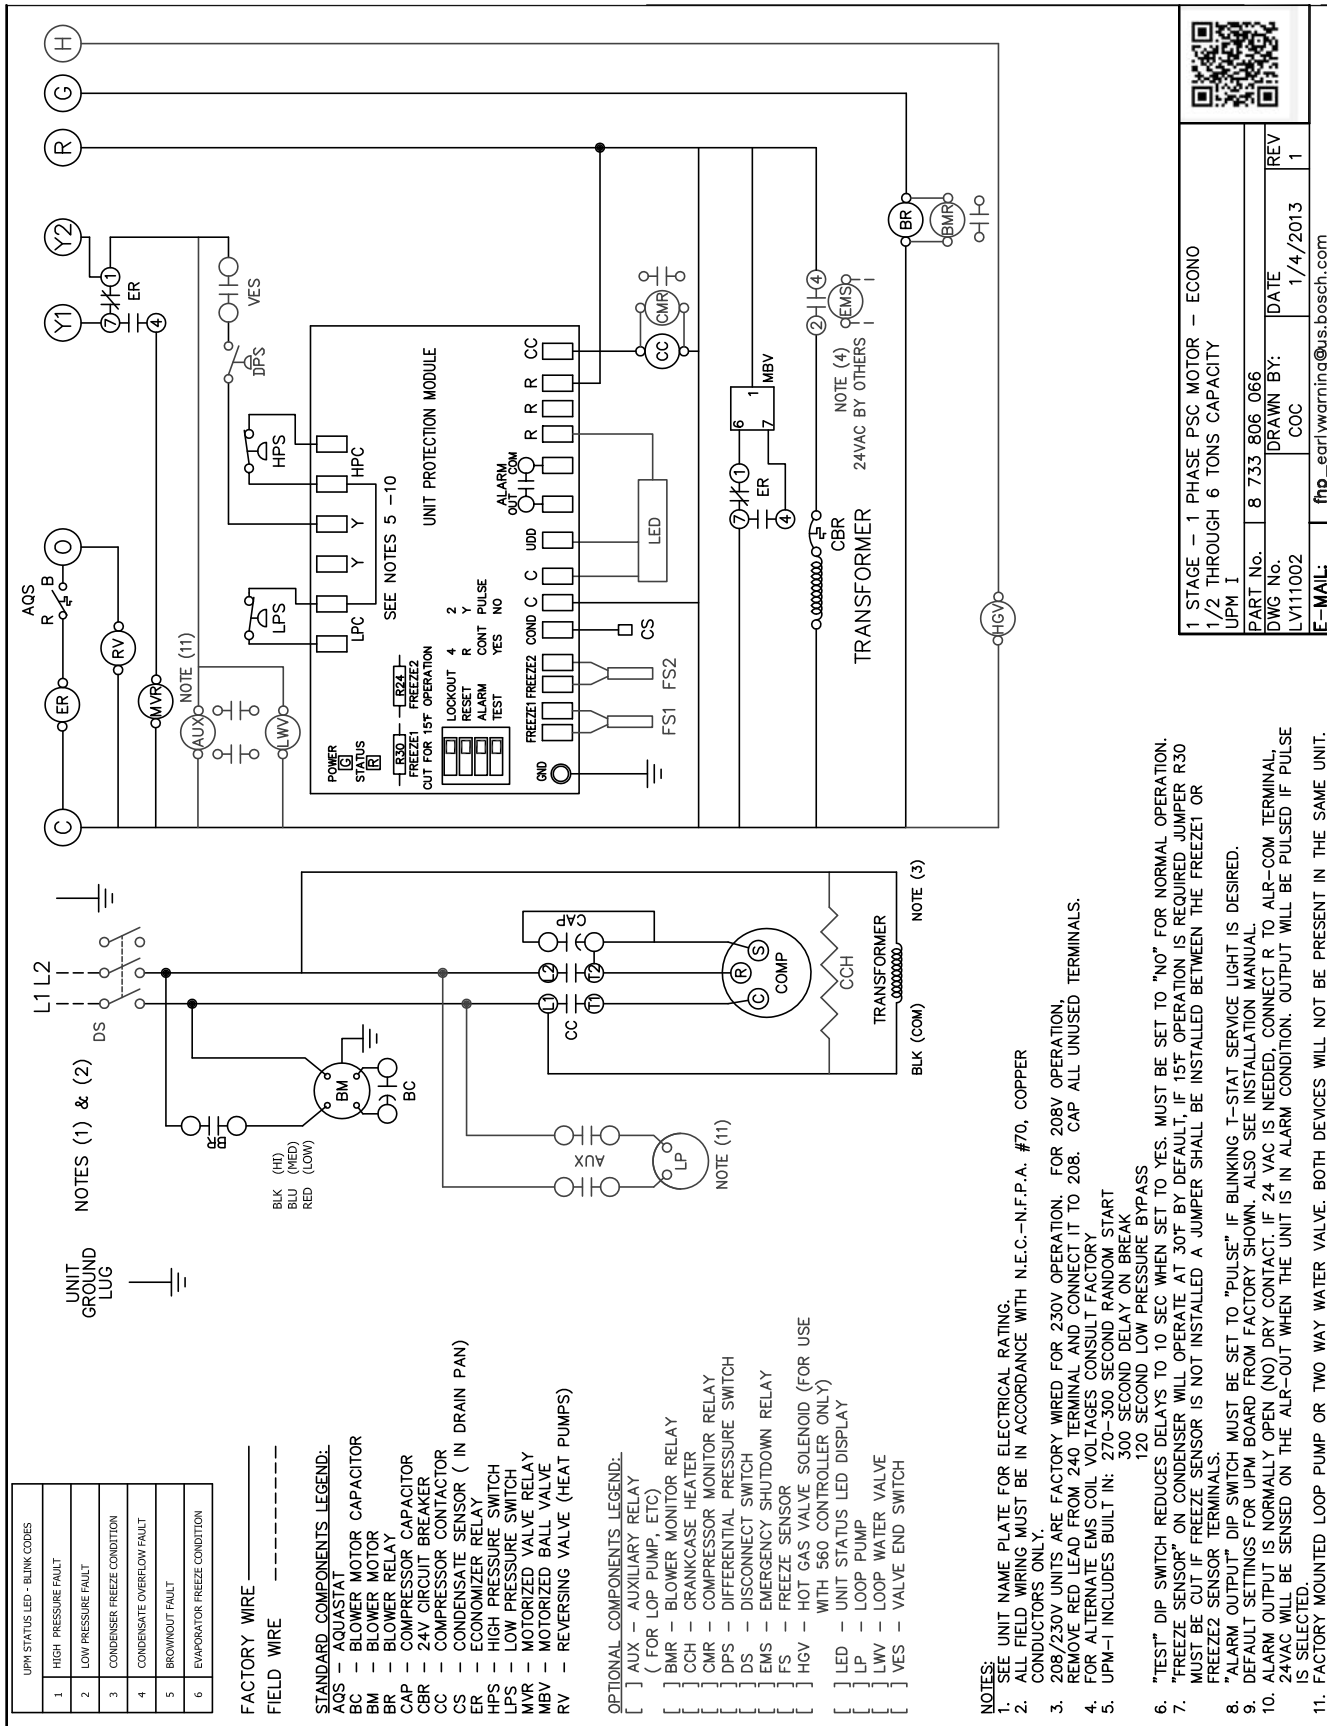 UPM STATUS LED - BLINK CODES
1 HIGH PRESSURE FAULT
2 LOW PRESSURE FAULT
3 CONDENSER FREEZE CONDITION
4 CONDENSATE OVERFLOW FAULT
5 BROWNOUT FAULT
6 EVAPORATOR FREEZE CONDITION
FACTORY WIRE
FIELD WIRE
STANDARD COMPONENTS LEGEND:
AQS – AQUASTAT
BC – BLOWER MOTOR CAPACITOR
BM – BLOWER MOTOR
BR – BLOWER RELAY
CAP – COMPRESSOR CAPACITOR
CBR – 24V CIRCUIT BREAKER
CC – COMPRESSOR CONTACTOR
CS – CONDENSATE SENSOR ( IN DRAIN PAN)
ER – ECONOMIZER RELAY
HPS – HIGH PRESSURE SWITCH
LPS – LOW PRESSURE SWITCH
MVR – MOTORIZED VALVE RELAY
MBV – MOTORIZED BALL VALVE
RV – REVERSING VALVE (HEAT PUMPS)
OPTIONAL COMPONENTS LEGEND:
[ ] AUX – AUXILIARY RELAY
( FOR LOP PUMP, ETC)
[ ] BMR – BLOWER MONITOR RELAY
[ ] CCH – CRANKCASE HEATER
[ ] CMR – COMPRESSOR MONITOR RELAY
[ ] DPS – DIFFERENTIAL PRESSURE SWITCH
[ ] DS – DISCONNECT SWITCH
[ ] EMS – EMERGENCY SHUTDOWN RELAY
[ ] FS – FREEZE SENSOR
[ ] HGV – HOT GAS VALVE SOLENOID (FOR USE
WITH 560 CONTROLLER ONLY)
[ ] LED – UNIT STATUS LED DISPLAY
[ ] LP – LOOP PUMP
[ ] LWV – LOOP WATER VALVE
[ ] VES – VALVE END SWITCH
NOTES:
1. SEE UNIT NAME PLATE FOR ELECTRICAL RATING.
2. ALL FIELD WIRING MUST BE IN ACCORDANCE WITH N.E.C.–N.F.P.A. #70, COPPER
CONDUCTORS ONLY.
3. 208/230V UNITS ARE FACTORY WIRED FOR 230V OPERATION. FOR 208V OPERATION,
REMOVE RED LEAD FROM 240 TERMINAL AND CONNECT IT TO 208. CAP ALL UNUSED TERMINALS.
4. FOR ALTERNATE EMS COIL VOLTAGES CONSULT FACTORY
5. UPM–I INCLUDES BUILT IN: 270–300 SECOND RANDOM START
300 SECOND DELAY ON BREAK
120 SECOND LOW PRESSURE BYPASS
6. "TEST" DIP SWITCH REDUCES DELAYS TO 10 SEC WHEN SET TO YES. MUST BE SET TO "NO" FOR NORMAL OPERATION.
7. "FREEZE SENSOR" ON CONDENSER WILL OPERATE AT 30°F BY DEFAULT, IF 15°F OPERATION IS REQUIRED JUMPER R30
MUST BE CUT IF FREEZE SENSOR IS NOT INSTALLED A JUMPER SHALL BE INSTALLED BETWEEN THE FREEZE1 OR
FREEZE2 SENSOR TERMINALS.
8. "ALARM OUTPUT" DIP SWITCH MUST BE SET TO "PULSE" IF BLINKING T–STAT SERVICE LIGHT IS DESIRED.
9. DEFAULT SETTINGS FOR UPM BOARD FROM FACTORY SHOWN. ALSO SEE INSTALLATION MANUAL.
10. ALARM OUTPUT IS NORMALLY OPEN (NO) DRY CONTACT. IF 24 VAC IS NEEDED, CONNECT R TO ALR–COM TERMINAL,
24VAC WILL BE SENSED ON THE ALR–OUT WHEN THE UNIT IS IN ALARM CONDITION. OUTPUT WILL BE PULSED IF PULSE
IS SELECTED.
11. FACTORY MOUNTED LOOP PUMP OR TWO WAY WATER VALVE. BOTH DEVICES WILL NOT BE PRESENT IN THE SAME UNIT.
UNIT
GROUND
LUG
NOTES (1) & (2)
L1 L2
DS
BR
BLK (HI)
BLU (MED)
RED (LOW)
BM
BC
AUX
LP
NOTE (11)
L1 L2
CC
T1 T2
CAP
C R S
COMP
CCH
TRANSFORMER
BLK (COM)
NOTE (3)
C
ER
R B
AQS
O
RV
MVR
NOTE (11)
AUX
LWV
Y1
Y2
7 1
4
ER
R
G
H
VES
DPS
HPS
LPS
LPC
Y Y
HPC
SEE NOTES 5 -10
UNIT PROTECTION MODULE
POWER
G
STATUS
R
R30
FREEZE1
R24
FREEZE2
CUT FOR 15°F OPERATION
LOCKOUT 4 2
RESET R Y
ALARM CONT PULSE
TEST YES NO
GND
FREEZE1
FREEZE2
COND
C
C
UDD
ALARM
OUT
COM
R
R
R
CC
FS1
FS2
CS
LED
CC
CMR
7 1
4
ER
6 1
7
MBV
TRANSFORMER
CBR
2 4
EMS
NOTE (4)
24VAC BY OTHERS
BR
BMR
HGV
1 STAGE – 1 PHASE PSC MOTOR – ECONO
1/2 THROUGH 6 TONS CAPACITY
UPM I
PART No. 8 733 806 066
DWG No. DRAWN BY: DATE REV
LV111002 COC 1/4/2013 1
E–MAIL: fhp_earlywarning@us.bosch.com